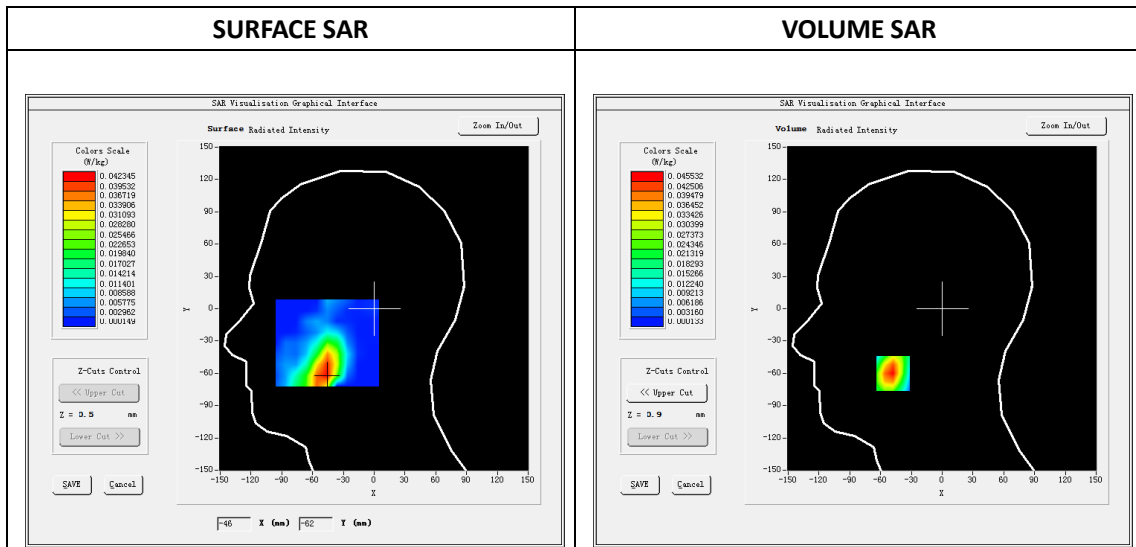 SURFACE SAR
VOLUME SAR
SAR Visualisation Graphical Interface
Surface Radiated Intensity
Zoom In/Out
Colors Scale
(W/kg)
0.042345
0.039532
0.036719
0.033906
0.031093
0.028280
0.025466
0.022653
0.019840
0.017027
0.014214
0.011401
0.008588
0.005775
0.002962
0.000149
Z-Cuts Control
<< Upper Cut
Z = 0.5 mm
Lower Cut >>
SAVE
Cancel
150
120
90
60
30
0
-30
-60
-90
-120
-150
Y
-150 -120 -90 -60 -30 0 30 60 90 120 150
X
-46 X (mm) -62 Y (mm)
SAR Visualisation Graphical Interface
Volume Radiated Intensity
Zoom In/Out
Colors Scale
(W/kg)
0.045532
0.042506
0.039479
0.036452
0.033426
0.030399
0.027373
0.024346
0.021319
0.018293
0.015266
0.012240
0.009213
0.006186
0.003160
0.000133
Z-Cuts Control
<< Upper Cut
Z = 0.9 mm
Lower Cut >>
SAVE
Cancel
150
120
90
60
30
0
-30
-60
-90
-120
-150
Y
-150 -120 -90 -60 -30 0 30 60 90 120 150
X